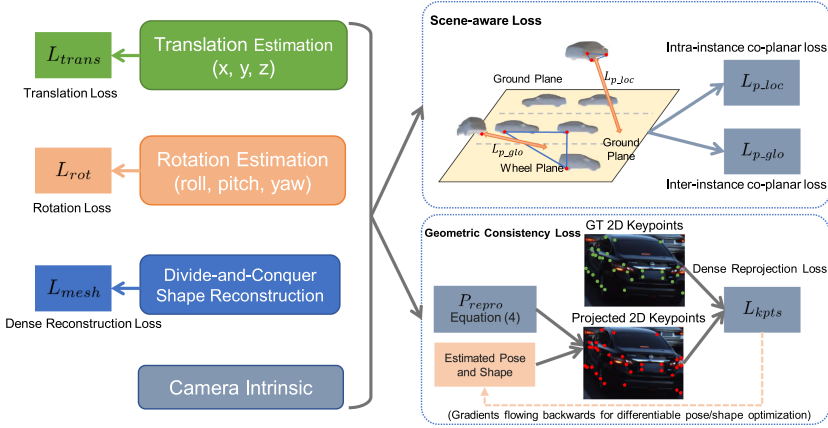 L_trans
Translation Loss
Translation Estimation
(x, y, z)
L_rot
Rotation Loss
Rotation Estimation
(roll, pitch, yaw)
L_mesh
Dense Reconstruction Loss
Divide-and-Conquer
Shape Reconstruction
Camera Intrinsic
Scene-aware Loss
Ground Plane
L_p_loc
L_p_glo
Wheel Plane
Ground
Plane
Intra-instance co-planar loss
L_p_loc
L_p_glo
Inter-instance co-planar loss
Geometric Consistency Loss
GT 2D Keypoints
P_repro
Equation (4)
Estimated Pose
and Shape
Projected 2D Keypoints
Dense Reprojection Loss
L_kpts
(Gradients flowing backwards for differentiable pose/shape optimization)